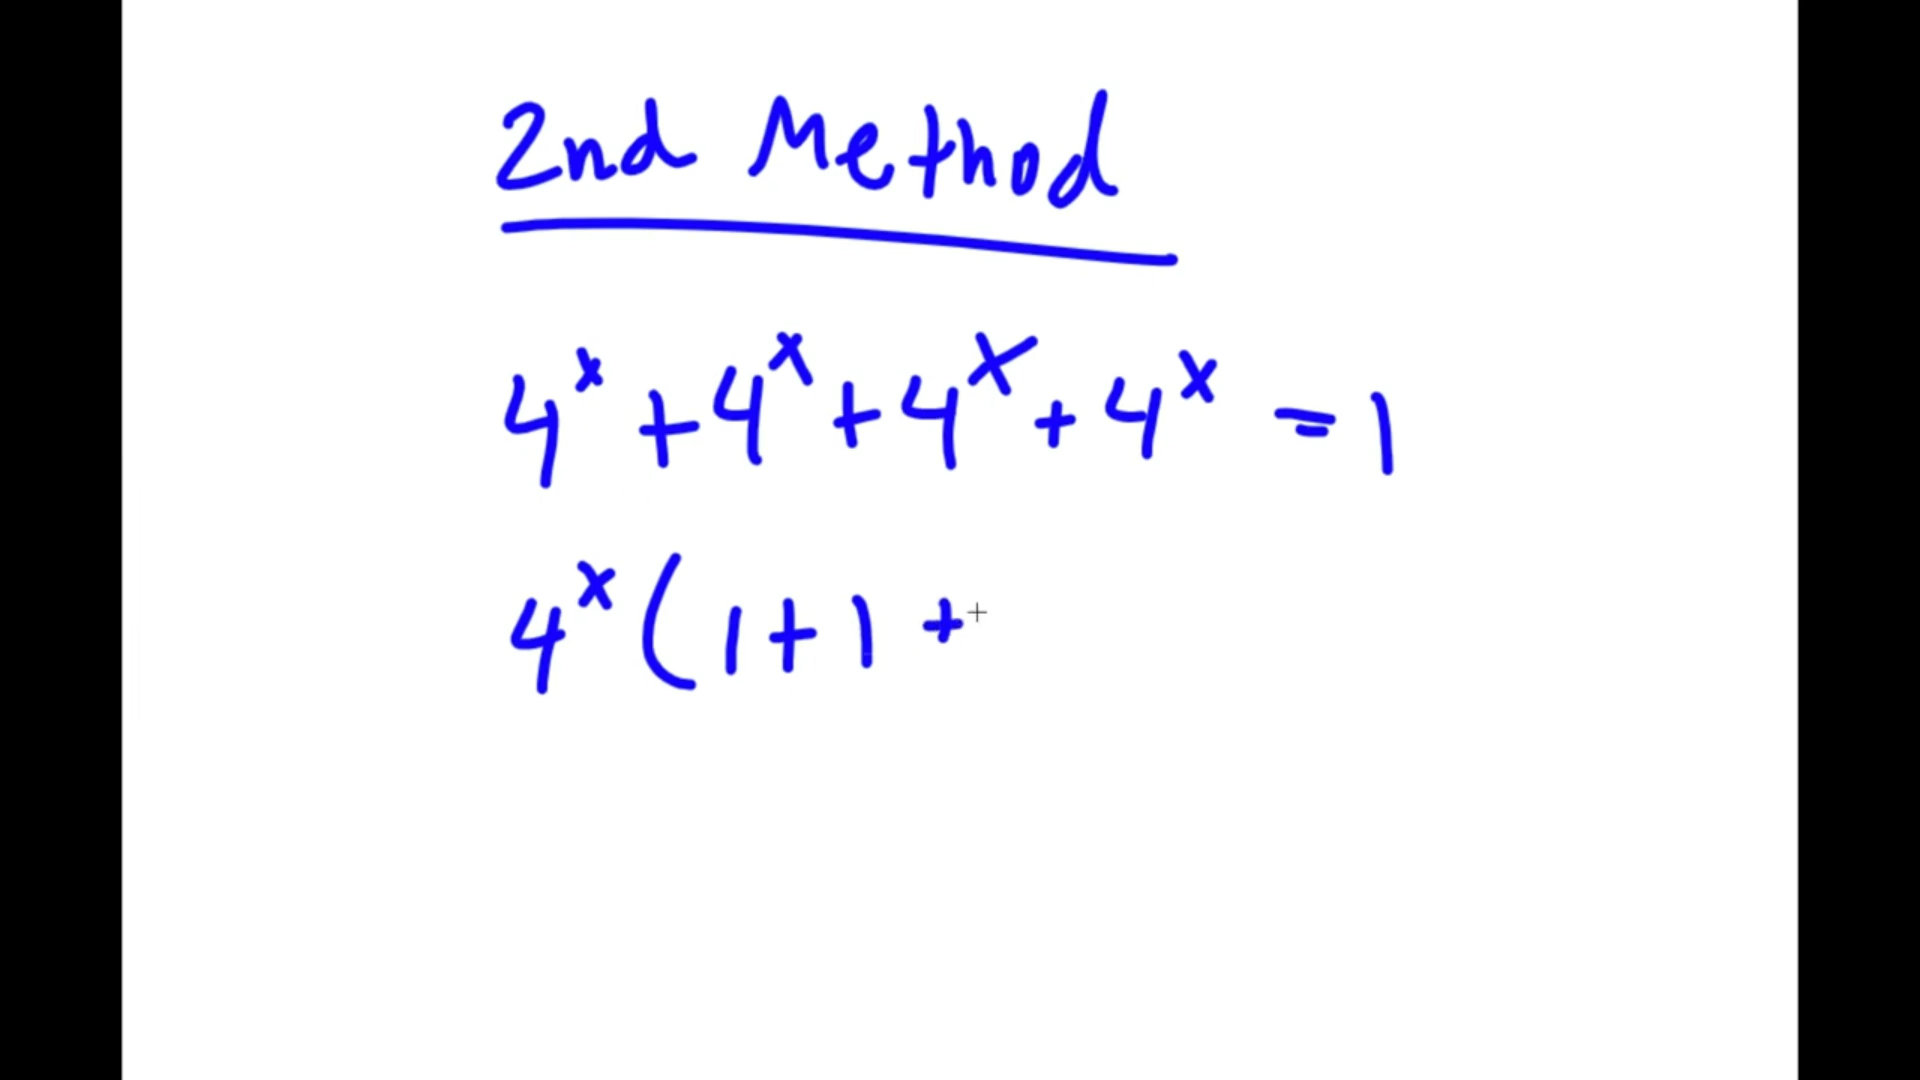 2nd Method
4^x + 4^x + 4^x + 4^x = 1
4^x (1 + 1 +